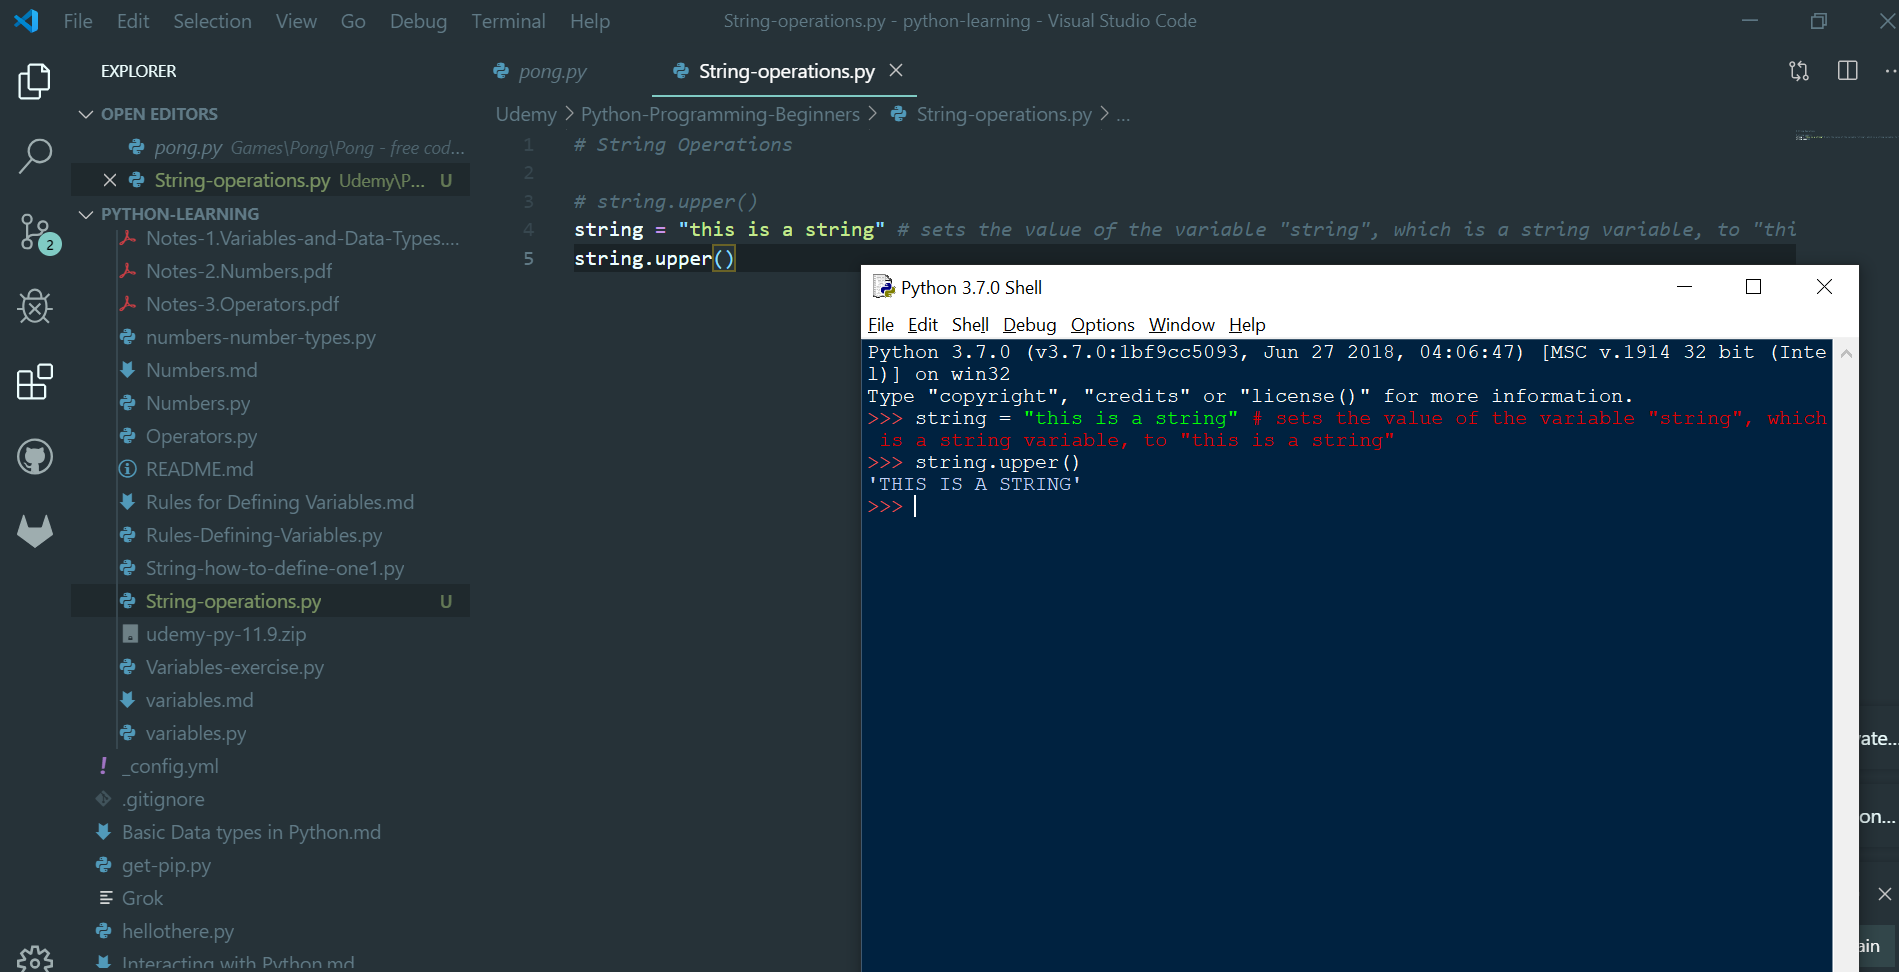 File Edit Selection View Go Debug Terminal Help
String-operations.py - python-learning - Visual Studio Code
EXPLORER
OPEN EDITORS
pong.py Games\Pong\Pong - free cod...
String-operations.py Udemy\P... U
PYTHON-LEARNING
Notes-1.Variables-and-Data-Types....
Notes-2.Numbers.pdf
Notes-3.Operators.pdf
numbers-number-types.py
Numbers.md
Numbers.py
Operators.py
README.md
Rules for Defining Variables.md
Rules-Defining-Variables.py
String-how-to-define-one1.py
String-operations.py U
udemy-py-11.9.zip
Variables-exercise.py
variables.md
variables.py
_config.yml
.gitignore
Basic Data types in Python.md
get-pip.py
Grok
hellothere.py
Interacting with Python.md
2
pong.py
String-operations.py
Udemy > Python-Programming-Beginners > String-operations.py > ...
1 # String Operations
2
3 # string.upper()
4 string = "this is a string" # sets the value of the variable "string", which is a string variable, to "thi
5 string.upper()
Python 3.7.0 Shell
File Edit Shell Debug Options Window Help
Python 3.7.0 (v3.7.0:1bf9cc5093, Jun 27 2018, 04:06:47) [MSC v.1914 32 bit (Inte
l)] on win32
Type "copyright", "credits" or "license()" for more information.
>>> string = "this is a string" # sets the value of the variable "string", which
is a string variable, to "this is a string"
>>> string.upper()
'THIS IS A STRING'
>>>
ate...
on...
ain